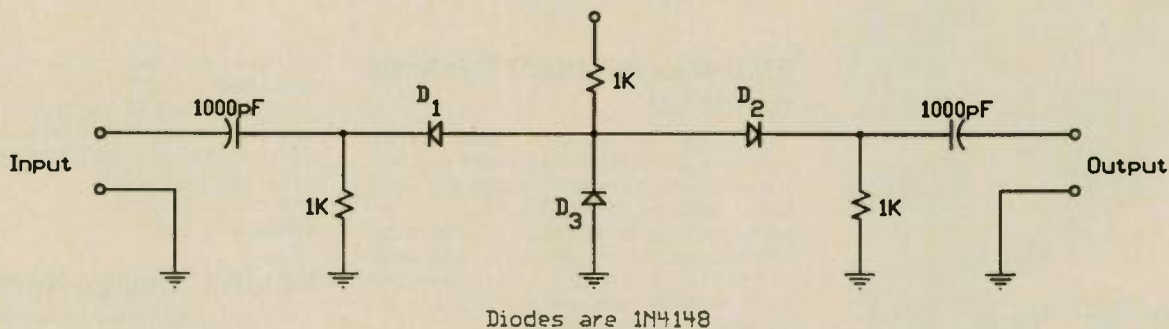 1K
1000pF
D1
D2
1000pF
Input
Output
1K
D3
1K
Diodes are 1N4148